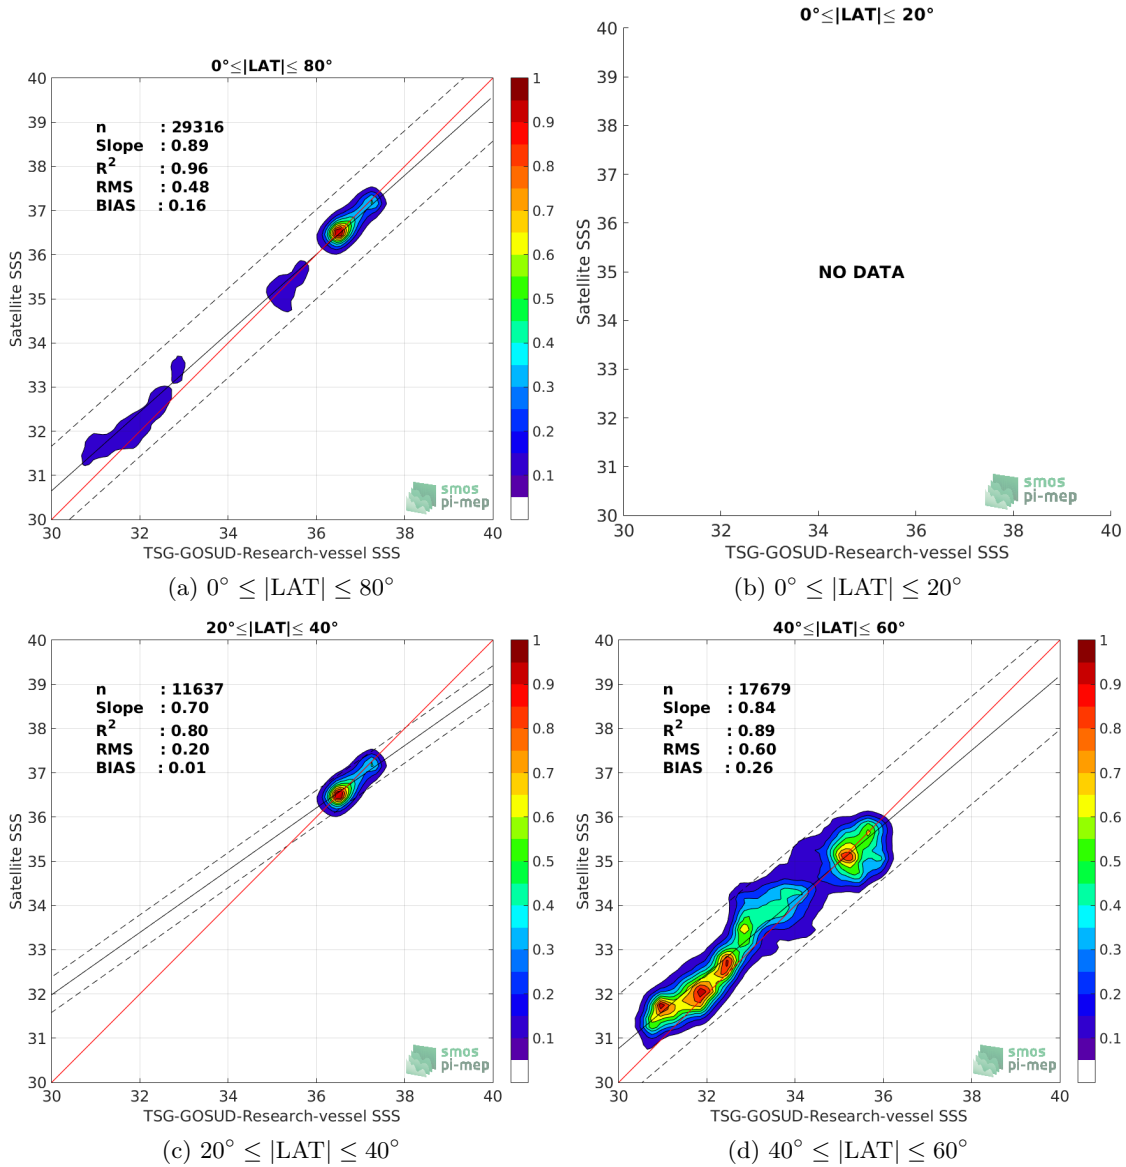 0°≤|LAT|≤ 80°
n : 29316
Slope : 0.89
R² : 0.96
RMS : 0.48
BIAS : 0.16
Satellite SSS
40
39
38
37
36
35
34
33
32
31
30
30 32 34 36 38 40
TSG-GOSUD-Research-vessel SSS
1
0.9
0.8
0.7
0.6
0.5
0.4
0.3
0.2
0.1
smos
pi-mep
(a) 0° ≤ |LAT| ≤ 80°
0°≤|LAT|≤ 20°
NO DATA
Satellite SSS
40
39
38
37
36
35
34
33
32
31
30
30 32 34 36 38 40
TSG-GOSUD-Research-vessel SSS
smos
pi-mep
(b) 0° ≤ |LAT| ≤ 20°
20°≤|LAT|≤ 40°
n : 11637
Slope : 0.70
R² : 0.80
RMS : 0.20
BIAS : 0.01
Satellite SSS
40
39
38
37
36
35
34
33
32
31
30
30 32 34 36 38 40
TSG-GOSUD-Research-vessel SSS
1
0.9
0.8
0.7
0.6
0.5
0.4
0.3
0.2
0.1
smos
pi-mep
(c) 20° ≤ |LAT| ≤ 40°
40°≤|LAT|≤ 60°
n : 17679
Slope : 0.84
R² : 0.89
RMS : 0.60
BIAS : 0.26
Satellite SSS
40
39
38
37
36
35
34
33
32
31
30
30 32 34 36 38 40
TSG-GOSUD-Research-vessel SSS
1
0.9
0.8
0.7
0.6
0.5
0.4
0.3
0.2
0.1
smos
pi-mep
(d) 40° ≤ |LAT| ≤ 60°